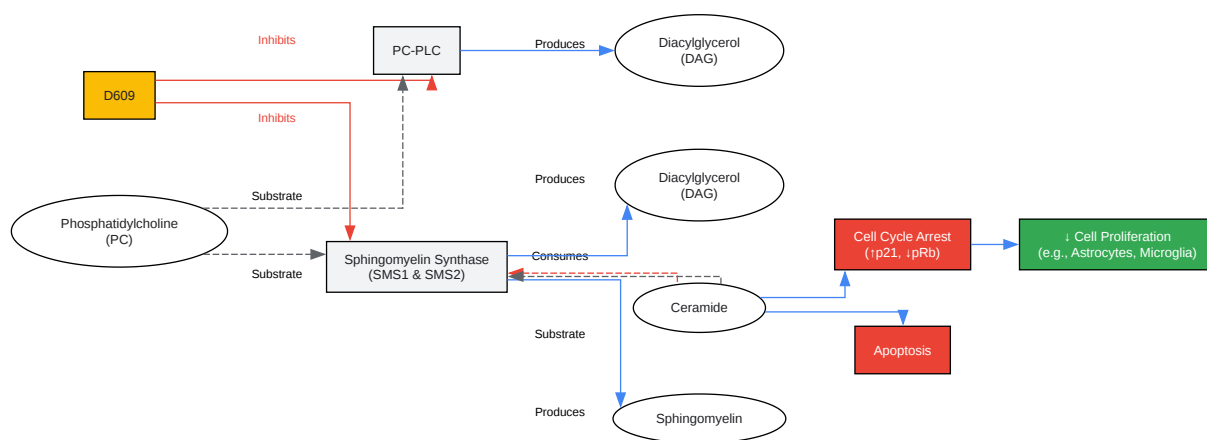 Inhibits
PC-PLC
Produces
Diacylglycerol
(DAG)
D609
Inhibits
Phosphatidylcholine
(PC)
Substrate
Substrate
Produces
Diacylglycerol
(DAG)
Sphingomyelin Synthase
(SMS1 & SMS2)
Consumes
Ceramide
Cell Cycle Arrest
(↑p21, ↓pRb)
↓ Cell Proliferation
(e.g., Astrocytes, Microglia)
Substrate
Apoptosis
Produces
Sphingomyelin